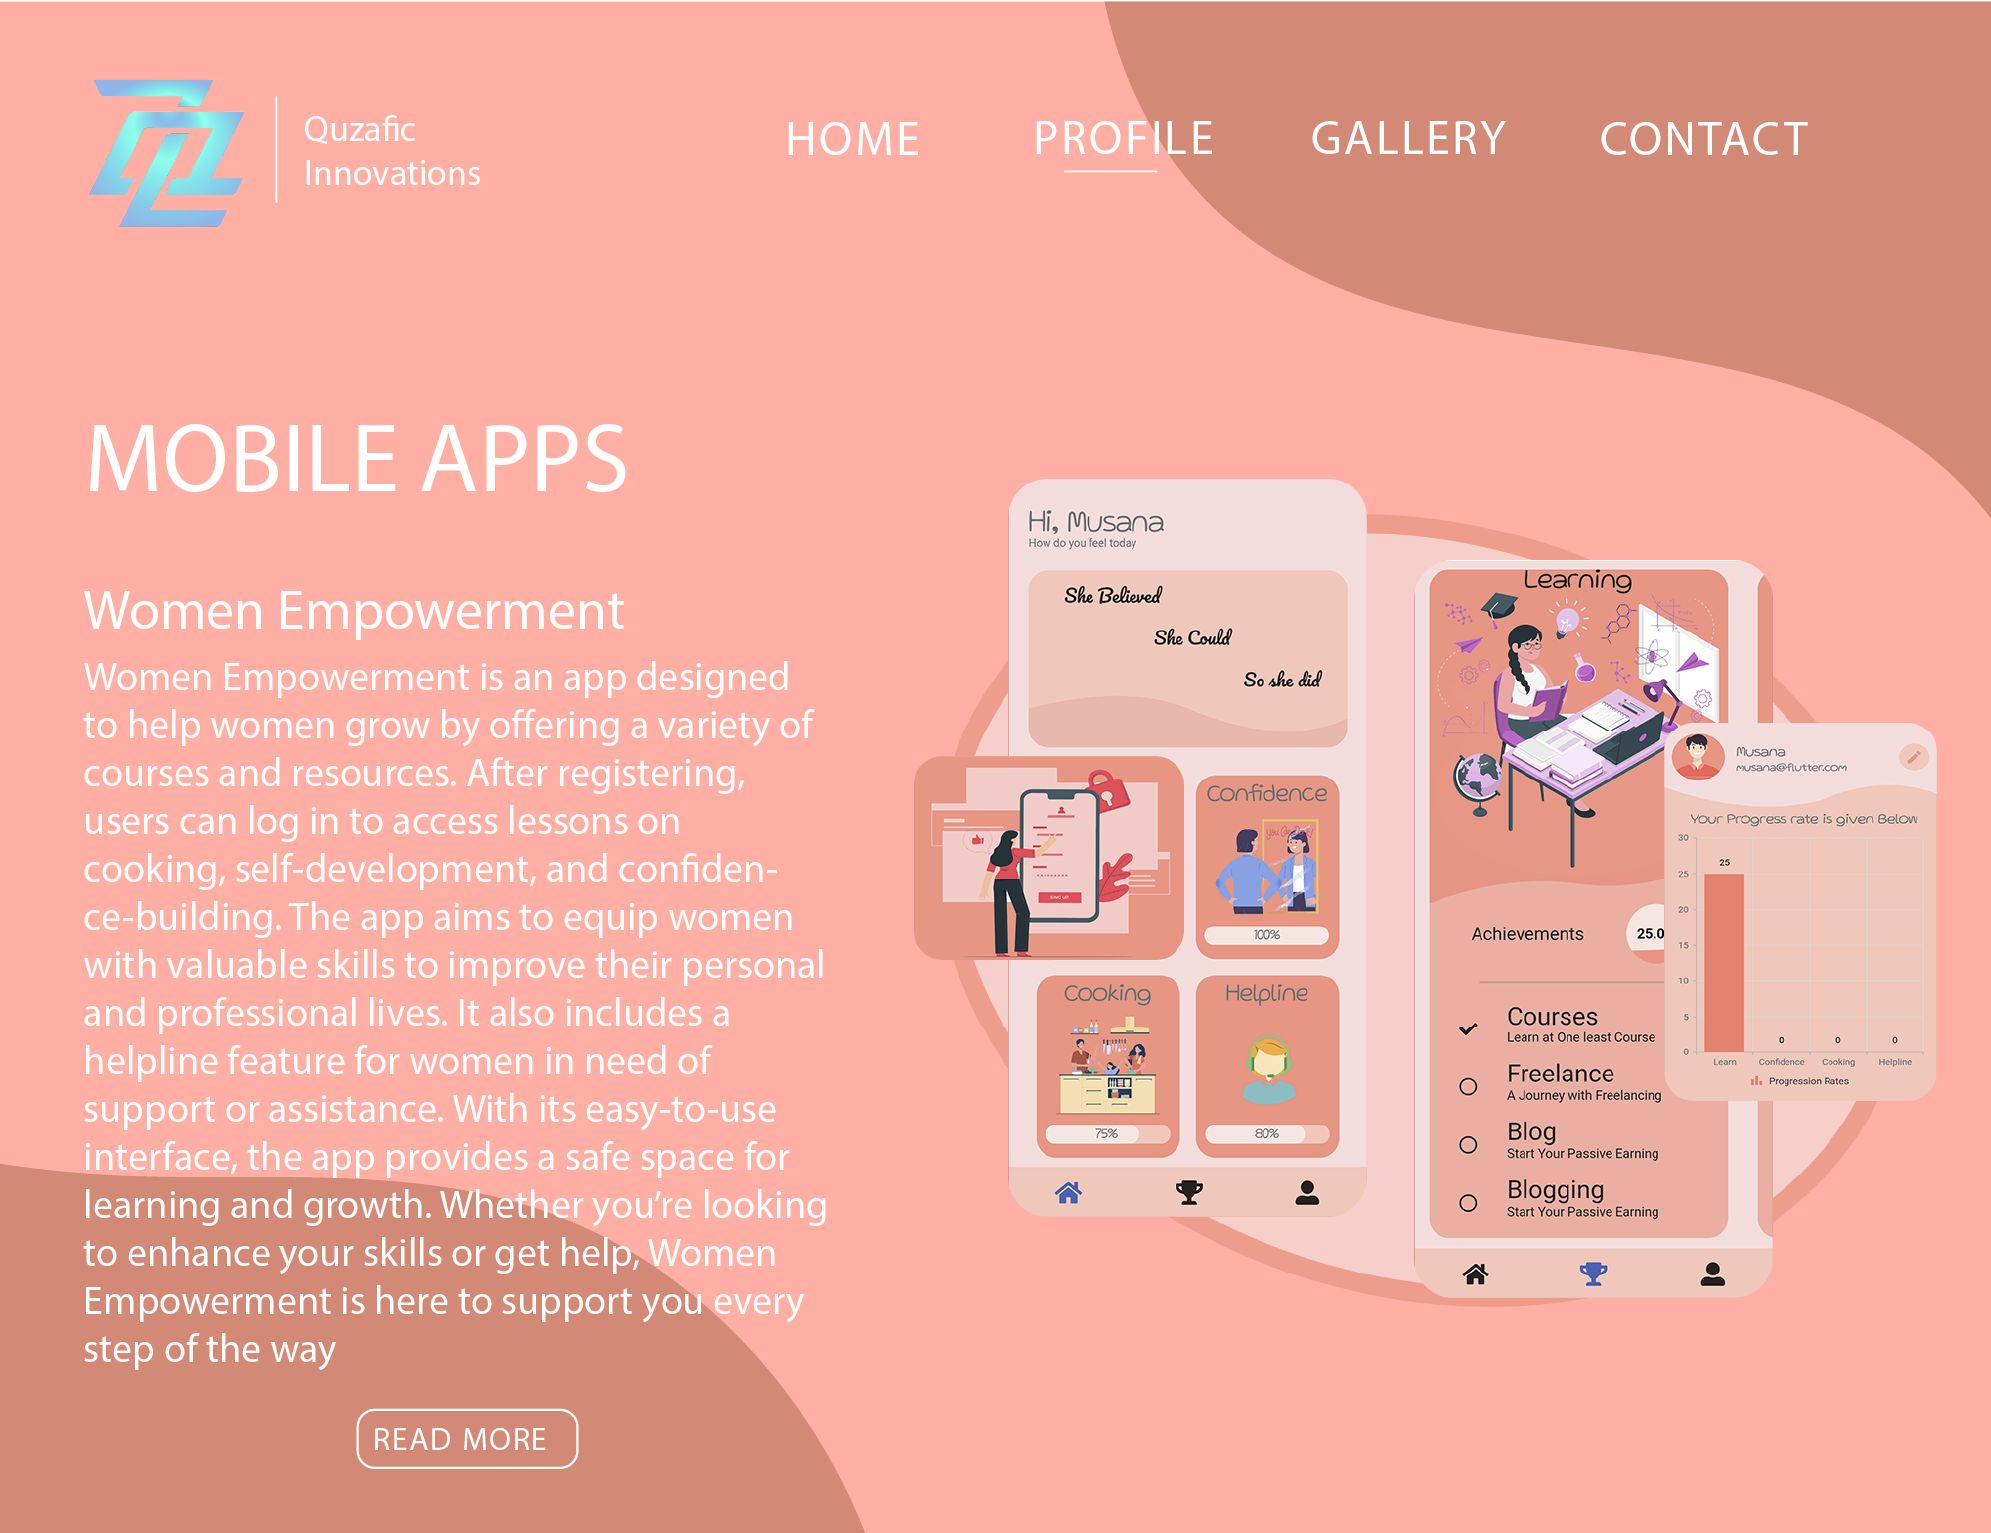 Quzafic
Innovations
HOME
PROFILE
GALLERY
CONTACT
MOBILE APPS
Women Empowerment
Women Empowerment is an app designed
to help women grow by offering a variety of
courses and resources. After registering,
users can log in to access lessons on
cooking, self-development, and confiden-
ce-building. The app aims to equip women
with valuable skills to improve their personal
and professional lives. It also includes a
helpline feature for women in need of
support or assistance. With its easy-to-use
interface, the app provides a safe space for
learning and growth. Whether you're looking
to enhance your skills or get help, Women
Empowerment is here to support you every
step of the way
READ MORE
Hi, Musana
How do you feel today
She Believed
She Could
So she did
SINC UP
Confidence
100%
Cooking
75%
Helpline
80%
Learning
Achievements
25.0
Courses
Learn at One least Course
Freelance
A Journey with Freelancing
Blog
Start Your Passive Earning
Blogging
Start Your Passive Earning
Musana
musana@flutter.com
Your Progress rate is given Below
30
25
20
15
10
5
0
25
0
0
0
Learn
Confidence
Cooking
Helpline
Progression Rates